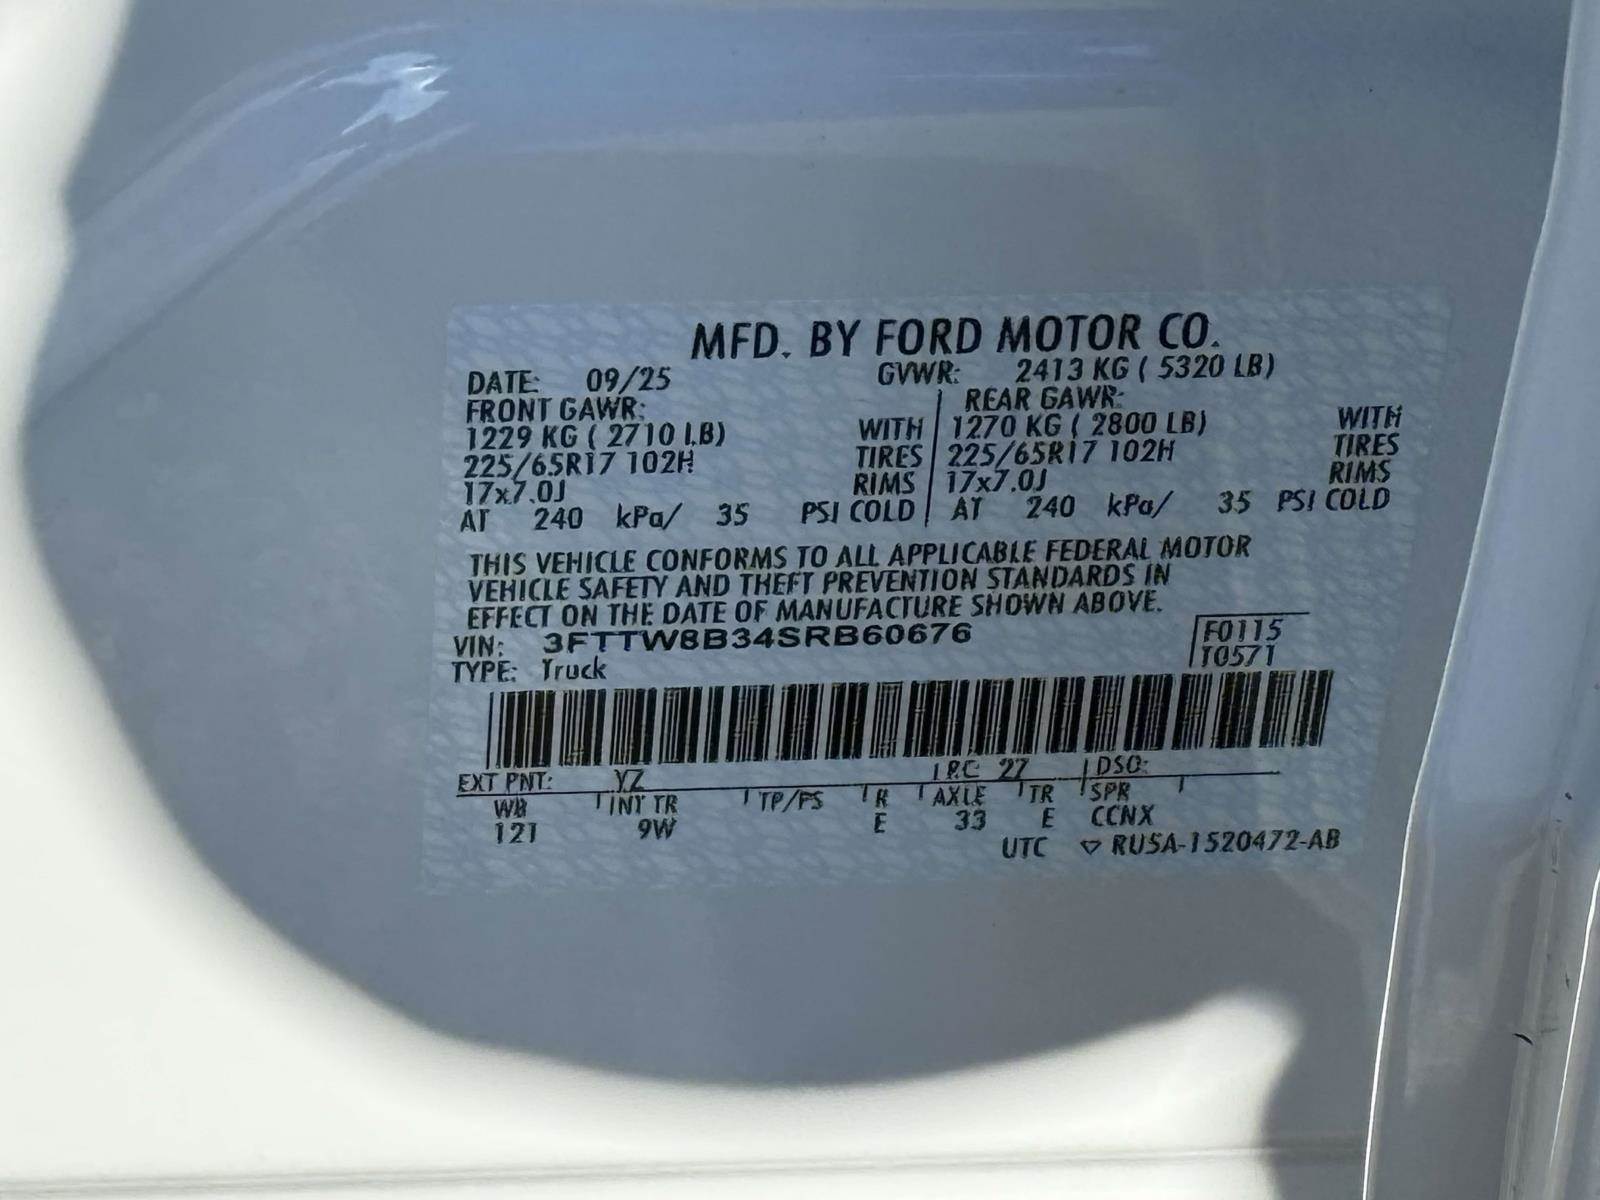 MFD. BY FORD MOTOR CO.
DATE: 09/25 GVWR: 2413 KG ( 5320 LB)
FRONT GAWR: REAR GAWR:
1229 KG ( 2710 LB) WITH 1270 KG ( 2800 LB) WITH
225/65R17 102H TIRES 225/65R17 102H TIRES
17x7.0J RIMS 17x7.0J RIMS
AT 240 kPa/ 35 PSI COLD AT 240 kPa/ 35 PSI COLD
THIS VEHICLE CONFORMS TO ALL APPLICABLE FEDERAL MOTOR
VEHICLE SAFETY AND THEFT PREVENTION STANDARDS IN
EFFECT ON THE DATE OF MANUFACTURE SHOWN ABOVE.
VIN: 3FTTW8B34SRB60676 F0115
TYPE: Truck T0571
EXT PNT: YZ RC 27 DSO:
WB INT TR TP/PS R AXLE TR SPR
121 9W E 33 E CCNX
UTC ▽ RU5A-1520472-AB